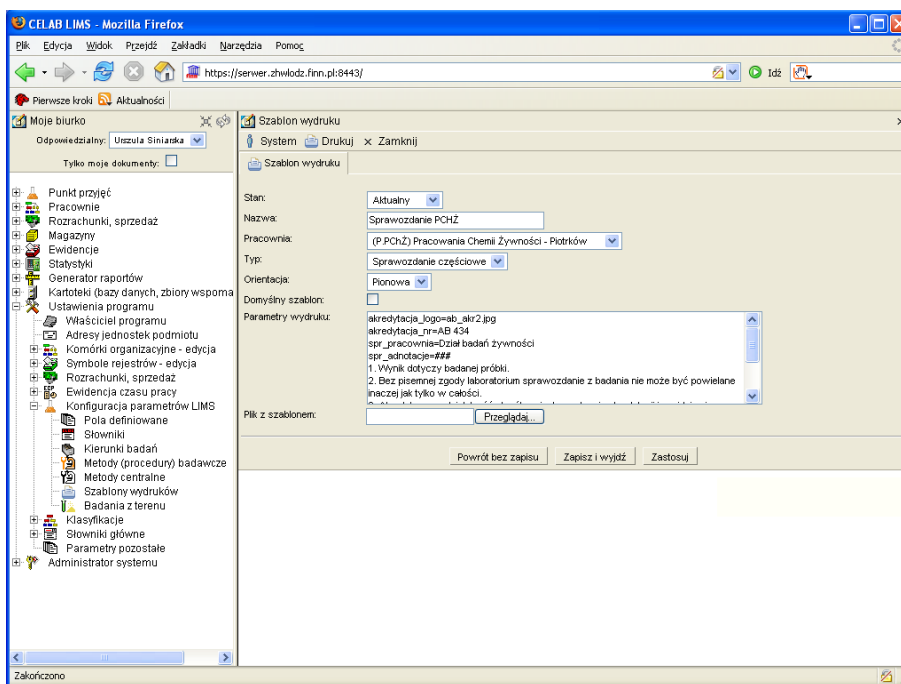 CELAB LIMS - Mozilla Firefox
Plik Edycja Widok Przejdź Zakładki Narzędzia Pomoc
https://serwer.zhwlodz.finn.pl:8443/
Idź
Pierwsze kroki Aktualności
Moje biurko
Odpowiedzialny: Urszula Siniarska
Tylko moje dokumenty:
Punkt przyjęć
Pracownie
Rozrachunki, sprzedaż
Magazyny
Ewidencje
Statystyki
Generator raportów
Kartoteki (bazy danych, zbiory wspoma
Ustawienia programu
Właściciel programu
Adresy jednostek podmiotu
Komórki organizacyjne - edycja
Symbole rejestrów - edycja
Rozrachunki, sprzedaż
Ewidencja czasu pracy
Konfiguracja parametrów LIMS
Pola definiowane
Słowniki
Kierunki badań
Metody (procedury) badawcze
Metody centralne
Szablony wydruków
Badania z terenu
Klasyfikacje
Słowniki główne
Parametry pozostałe
Administrator systemu
Szablon wydruku
System Drukuj Zamknij
Szablon wydruku
Stan: Aktualny
Nazwa: Sprawozdanie PCHŻ
Pracownia: (P.PChŻ) Pracowania Chemii Żywności - Piotrków
Typ: Sprawozdanie częściowe
Orientacja: Pionowa
Domyślny szablon:
Parametry wydruku: akredytacja_logo=ab_akr2.jpg
akredytacja_nr=AB 434
spr_pracownia=Dział badań żywności
spr_adnotacje=###
1. Wynik dotyczy badanej próbki.
2. Bez pisemnej zgody laboratorium sprawozdanie z badania nie może być powielane
inaczej jak tylko w całości.
Plik z szablonem: Przeglądaj...
Powrót bez zapisu Zapisz i wyjdź Zastosuj
Zakończono